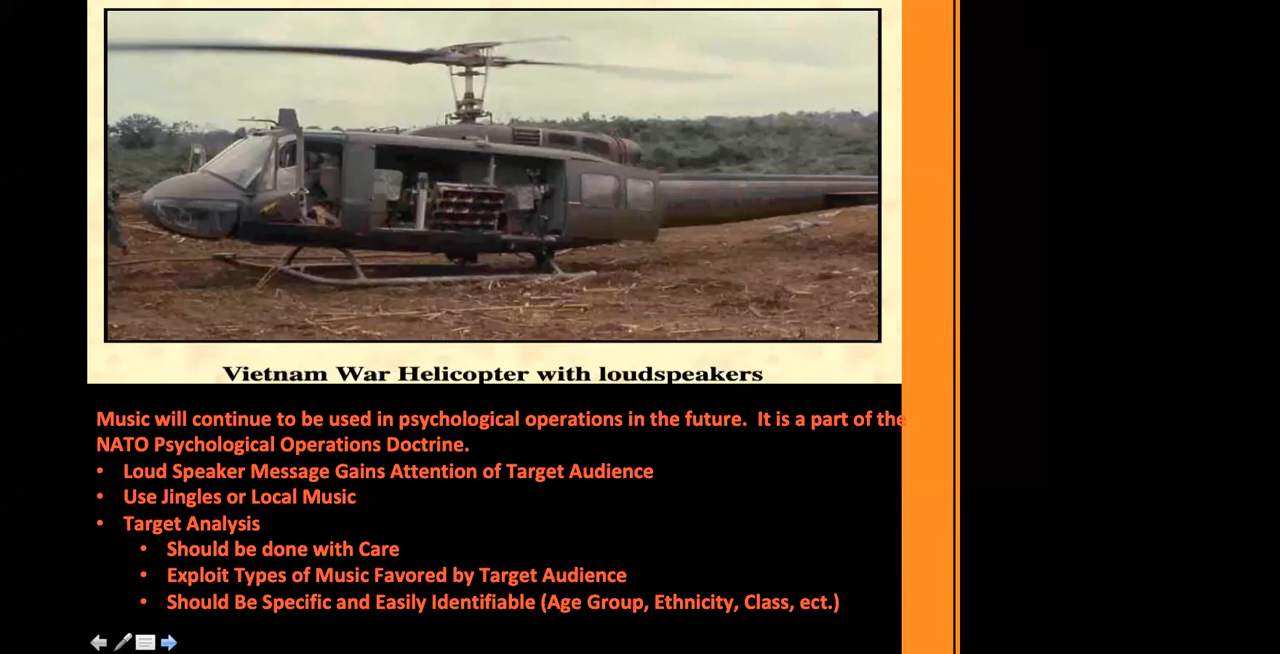 Vietnam War Helicopter with loudspeakers
Music will continue to be used in psychological operations in the future.  It is a part of the
NATO Psychological Operations Doctrine.
• Loud Speaker Message Gains Attention of Target Audience
• Use Jingles or Local Music
• Target Analysis
• Should be done with Care
• Exploit Types of Music Favored by Target Audience
• Should Be Specific and Easily Identifiable (Age Group, Ethnicity, Class, ect.)